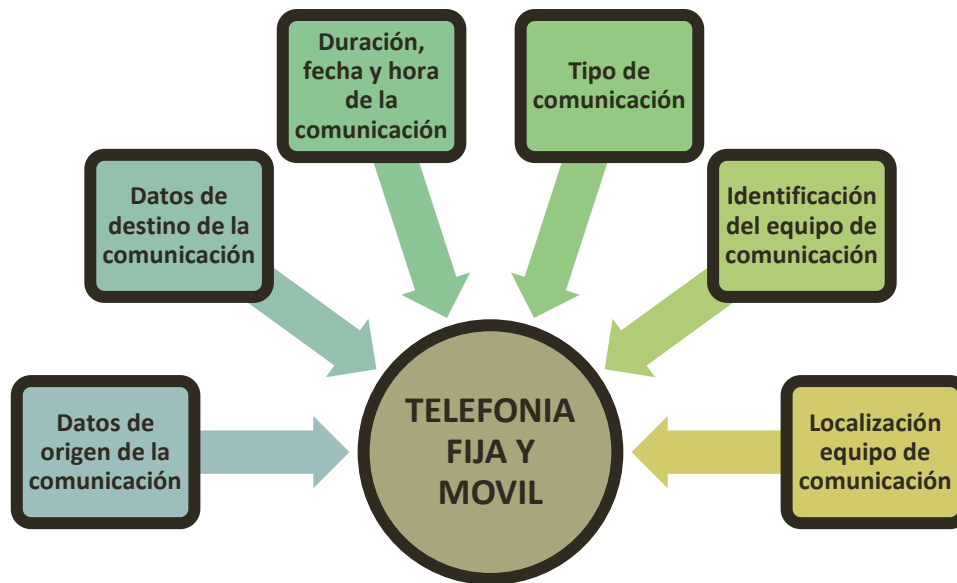 Duración,
fecha y hora
de la
comunicación
Tipo de
comunicación
Datos de
destino de la
comunicación
Identificación
del equipo de
comunicación
Datos de
origen de la
comunicación
TELEFONIA
FIJA Y
MOVIL
Localización
equipo de
comunicación